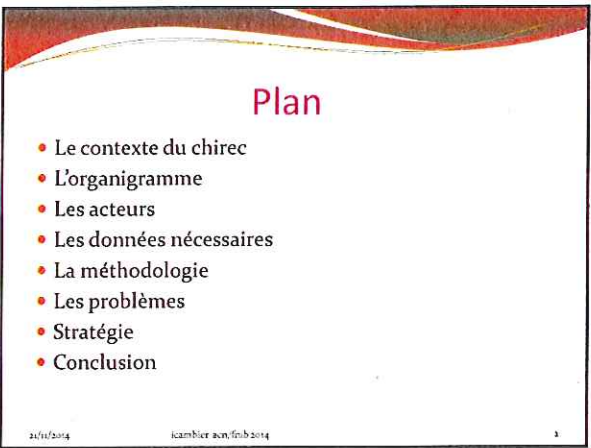 Plan
• Le contexte du chirec
• L'organigramme
• Les acteurs
• Les données nécessaires
• La méthodologie
• Les problèmes
• Stratégie
• Conclusion
21/11/2014 icambier acn/fnib 2014 2